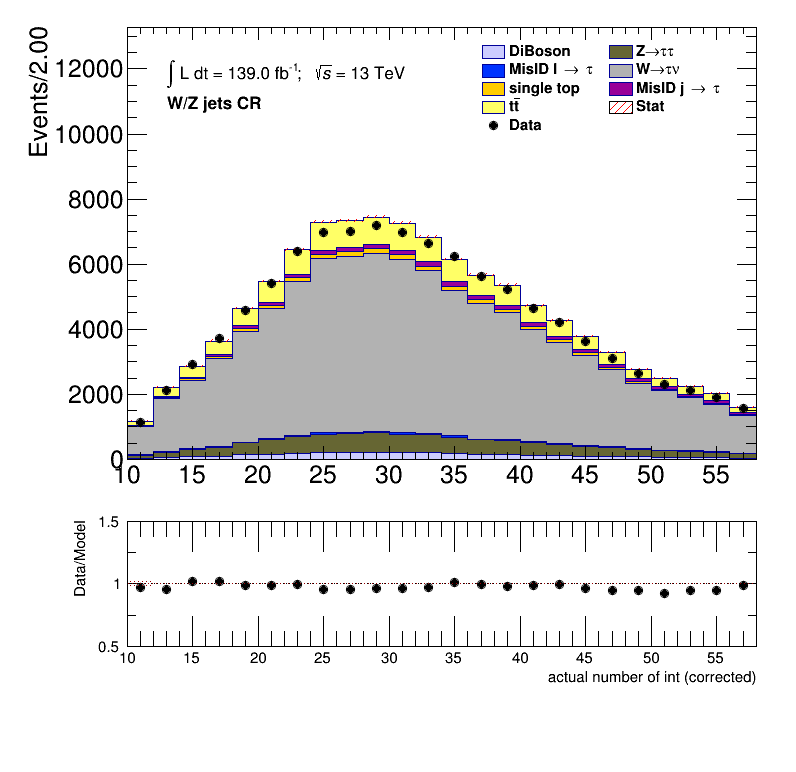 Events/2.00
12000
10000
8000
6000
4000
2000
0
∫ L dt = 139.0 fb⁻¹; √s = 13 TeV
W/Z jets CR
DiBoson Z→ττ
MisID l → τ W→τν
single top MisID j → τ
tt̄ Stat
Data
10 15 20 25 30 35 40 45 50 55
Data/Model
1.5
1
0.5
10 15 20 25 30 35 40 45 50 55
actual number of int (corrected)